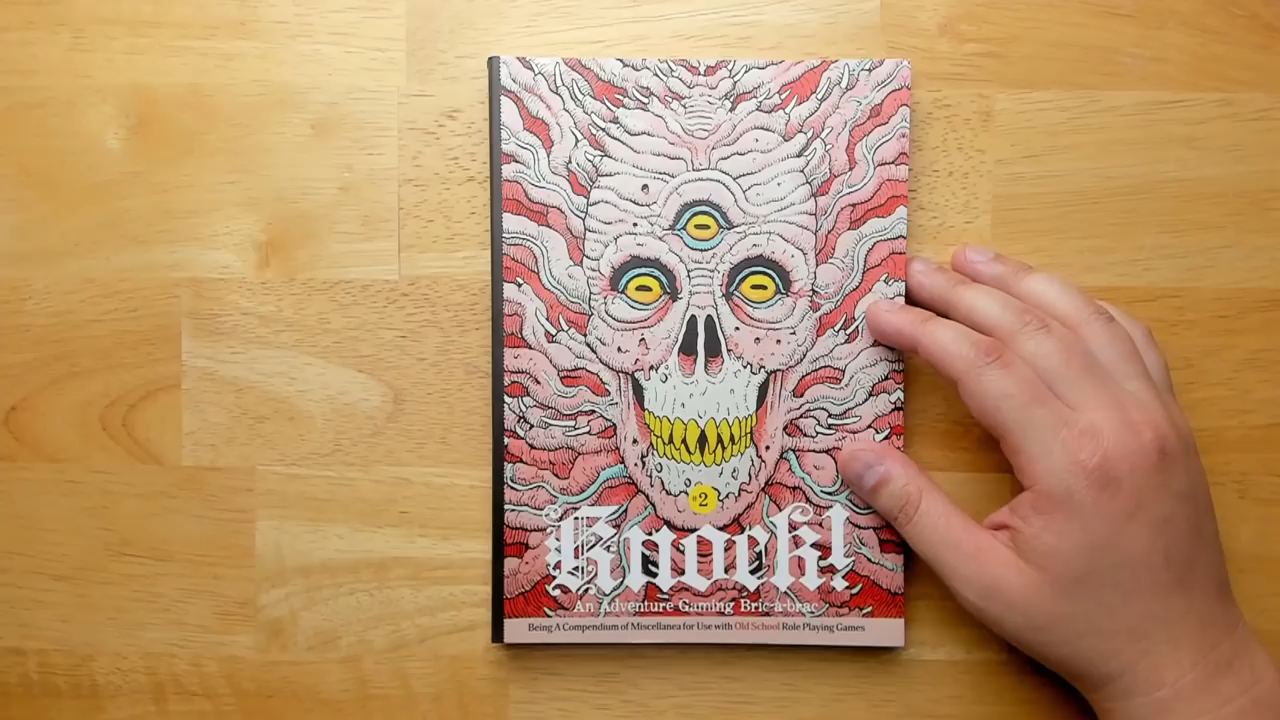 #2
Knock!
An Adventure Gaming Bric-a-brac
Being A Compendium of Miscellanea for Use with Old School Role Playing Games